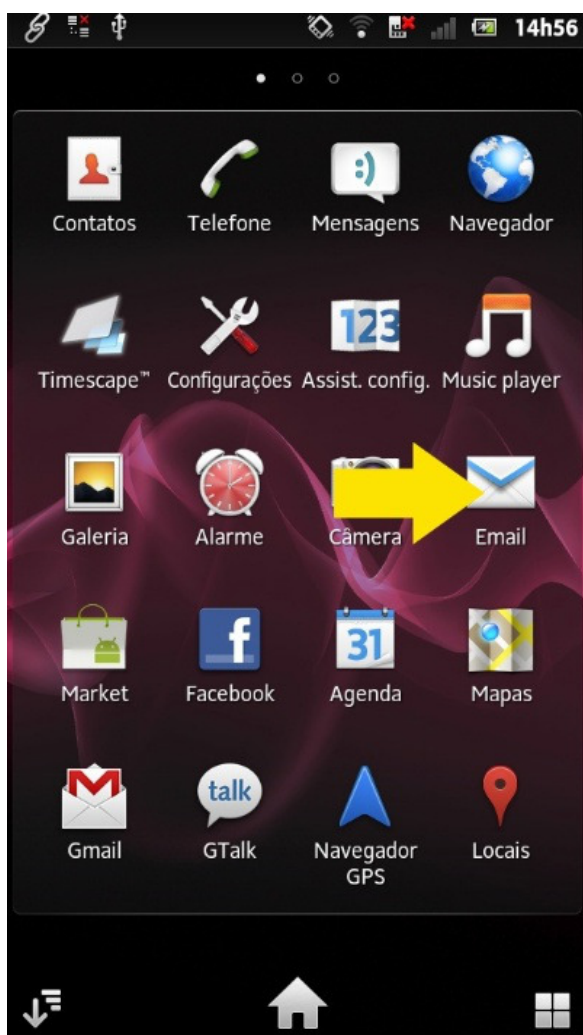 14h56
Contatos Telefone Mensagens Navegador
:)
123
Timescape™ Configurações Assist. config. Music player
Galeria Alarme Câmera Email
f
31
Market Facebook Agenda Mapas
M
talk
Gmail GTalk Navegador GPS Locais